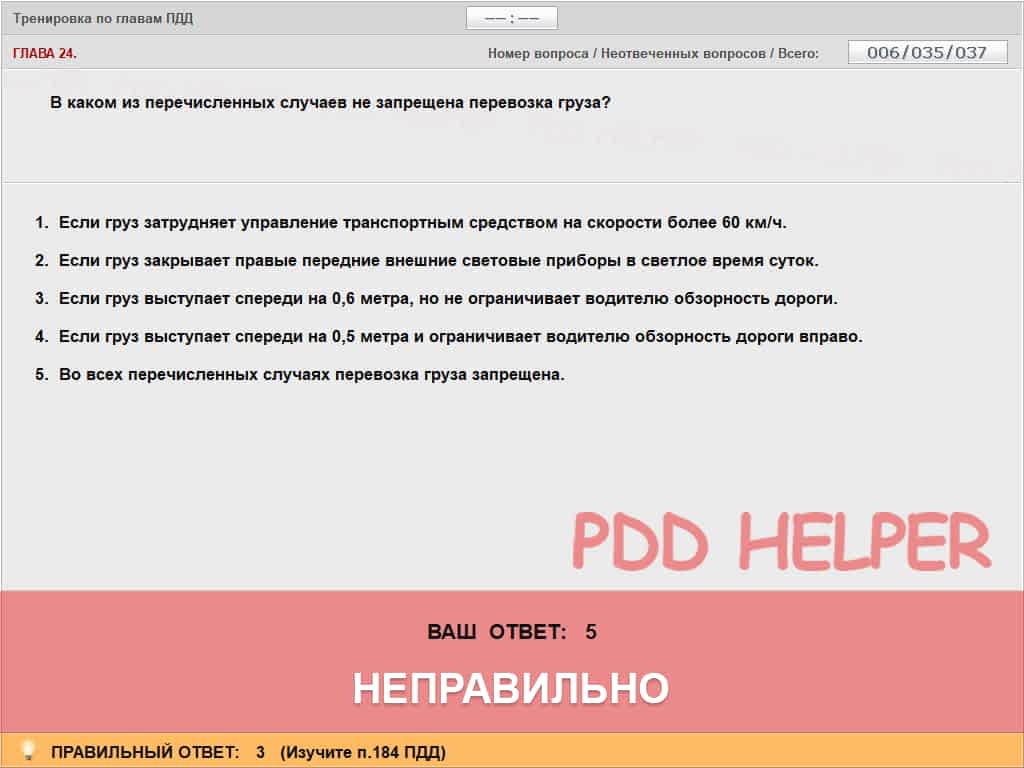 Тренировка по главам ПДД
–– : ––
ГЛАВА 24.
Номер вопроса / Неотвеченных вопросов / Всего:
006/035/037
В каком из перечисленных случаев не запрещена перевозка груза?
1. Если груз затрудняет управление транспортным средством на скорости более 60 км/ч.
2. Если груз закрывает правые передние внешние световые приборы в светлое время суток.
3. Если груз выступает спереди на 0,6 метра, но не ограничивает водителю обзорность дороги.
4. Если груз выступает спереди на 0,5 метра и ограничивает водителю обзорность дороги вправо.
5. Во всех перечисленных случаях перевозка груза запрещена.
PDD HELPER
ВАШ ОТВЕТ: 5
НЕПРАВИЛЬНО
ПРАВИЛЬНЫЙ ОТВЕТ: 3 (Изучите п.184 ПДД)